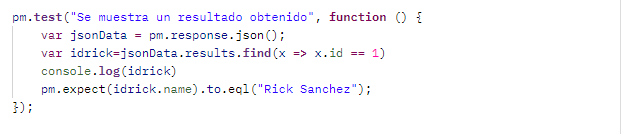 pm.test("Se muestra un resultado obtenido", function () {
    var jsonData = pm.response.json();
    var idrick=jsonData.results.find(x => x.id == 1)
    console.log(idrick)
    pm.expect(idrick.name).to.eql("Rick Sanchez");
});